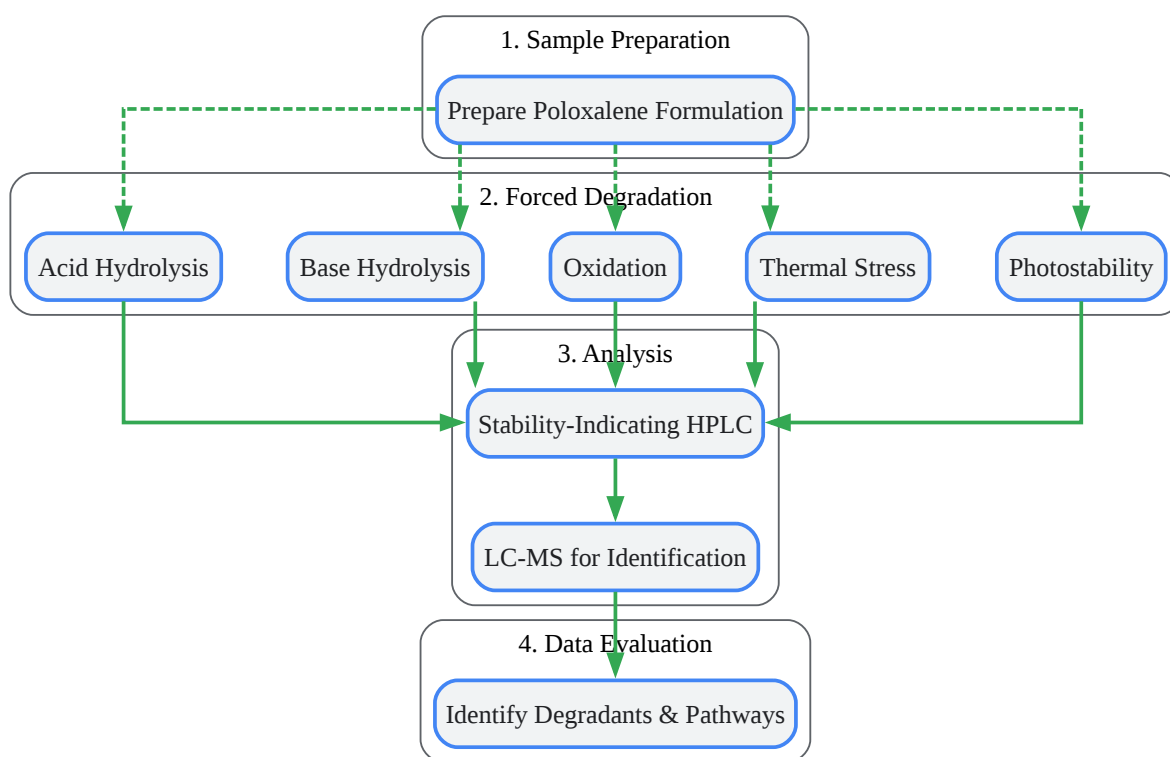 1. Sample Preparation
Prepare Poloxalene Formulation
2. Forced Degradation
Acid Hydrolysis
Base Hydrolysis
Oxidation
Thermal Stress
Photostability
3. Analysis
Stability-Indicating HPLC
LC-MS for Identification
4. Data Evaluation
Identify Degradants & Pathways